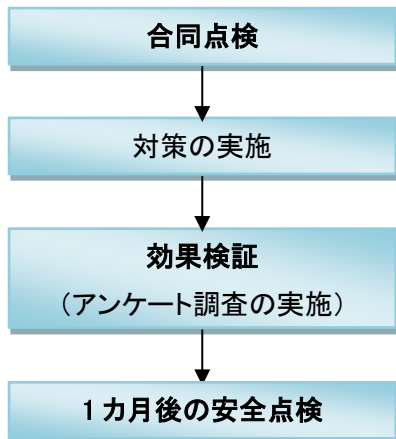 合同点検
対策の実施
効果検証
（アンケート調査の実施）
１カ月後の安全点検